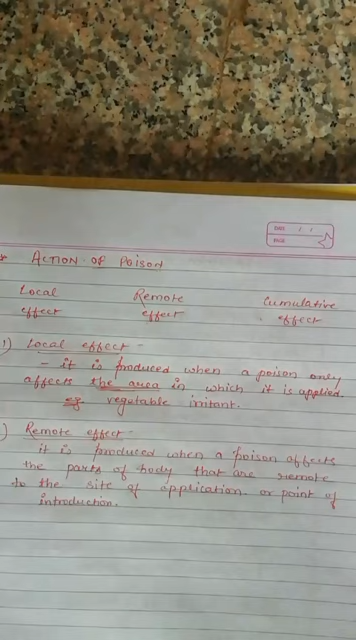 DATE / /
PAGE
* ACTION OF POISON
Local Remote Cumulative
effect effect effect
1) Local effect -
- it is produced when a poison only
affects the area in which it is applied.
eg vegetable irritant.
) Remote effect -
it is produced when a poison affects
the parts of body that are remote
to the site of application or point of
introduction.